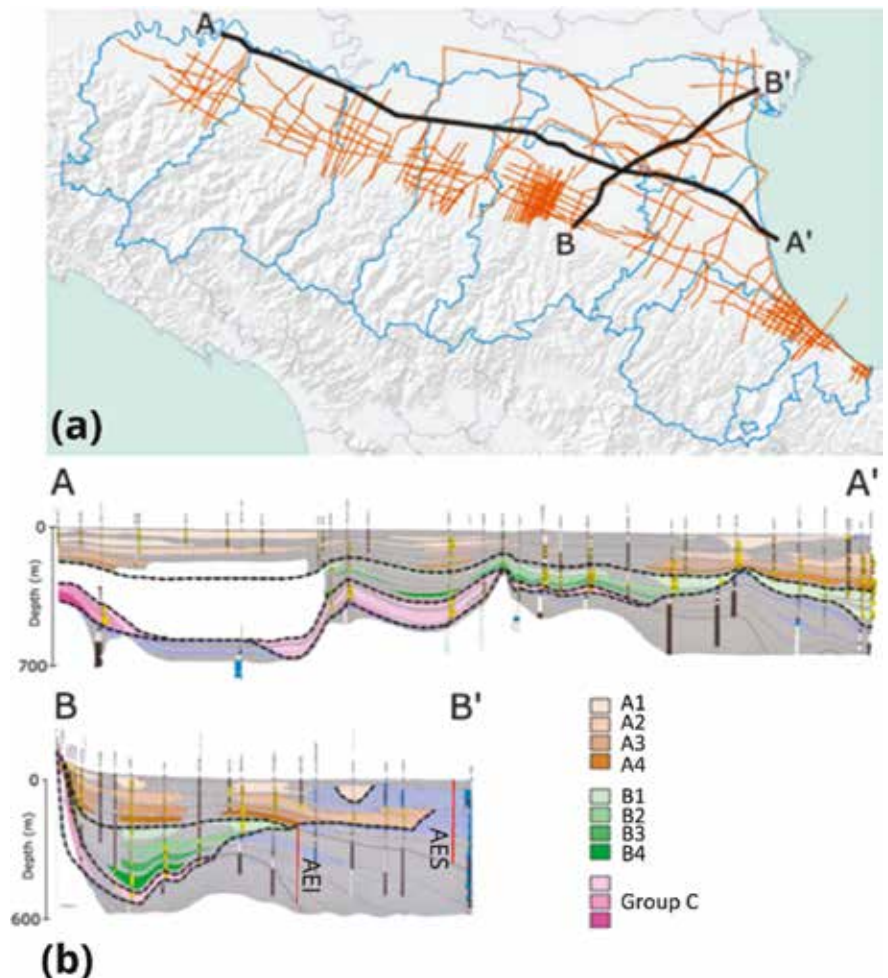 A
B'
B
A'
(a)
A
A'
0
Depth (m)
700
B
B'
0
Depth (m)
600
AEI
AES
A1
A2
A3
A4
B1
B2
B3
B4
Group C
(b)